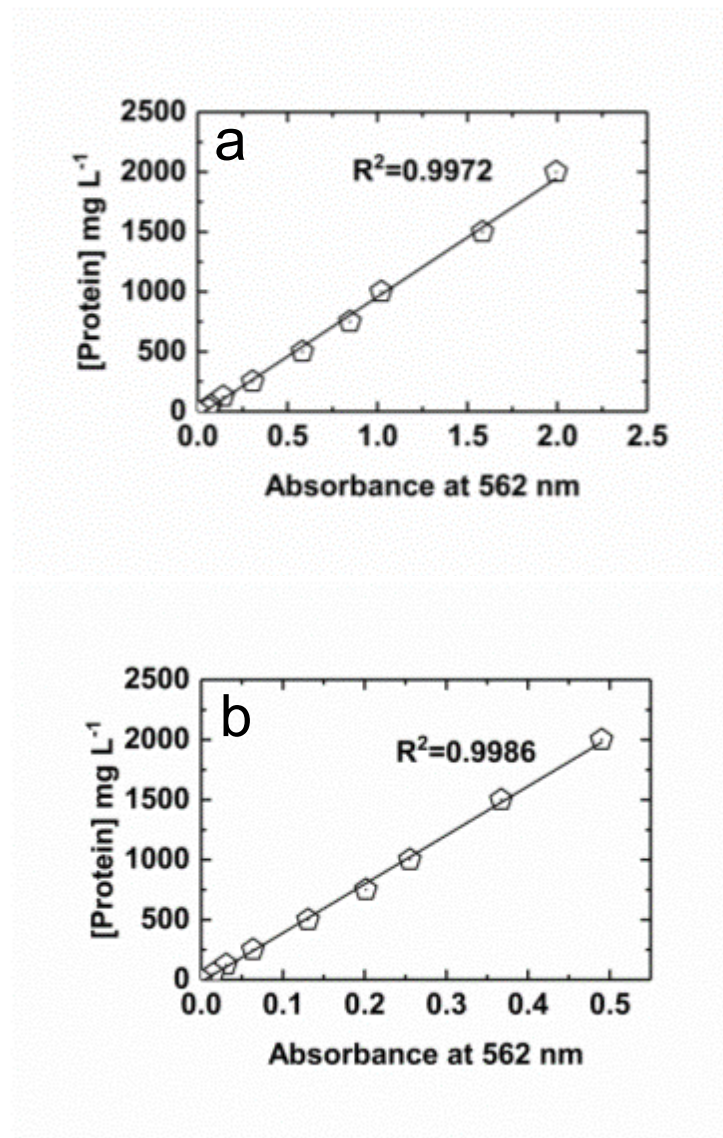 2500
a
R²=0.9972
2000
1500
1000
500
0
0.0 0.5 1.0 1.5 2.0 2.5
[Protein] mg L⁻¹
Absorbance at 562 nm
2500
b
R²=0.9986
2000
1500
1000
500
0
0.0 0.1 0.2 0.3 0.4 0.5
[Protein] mg L⁻¹
Absorbance at 562 nm